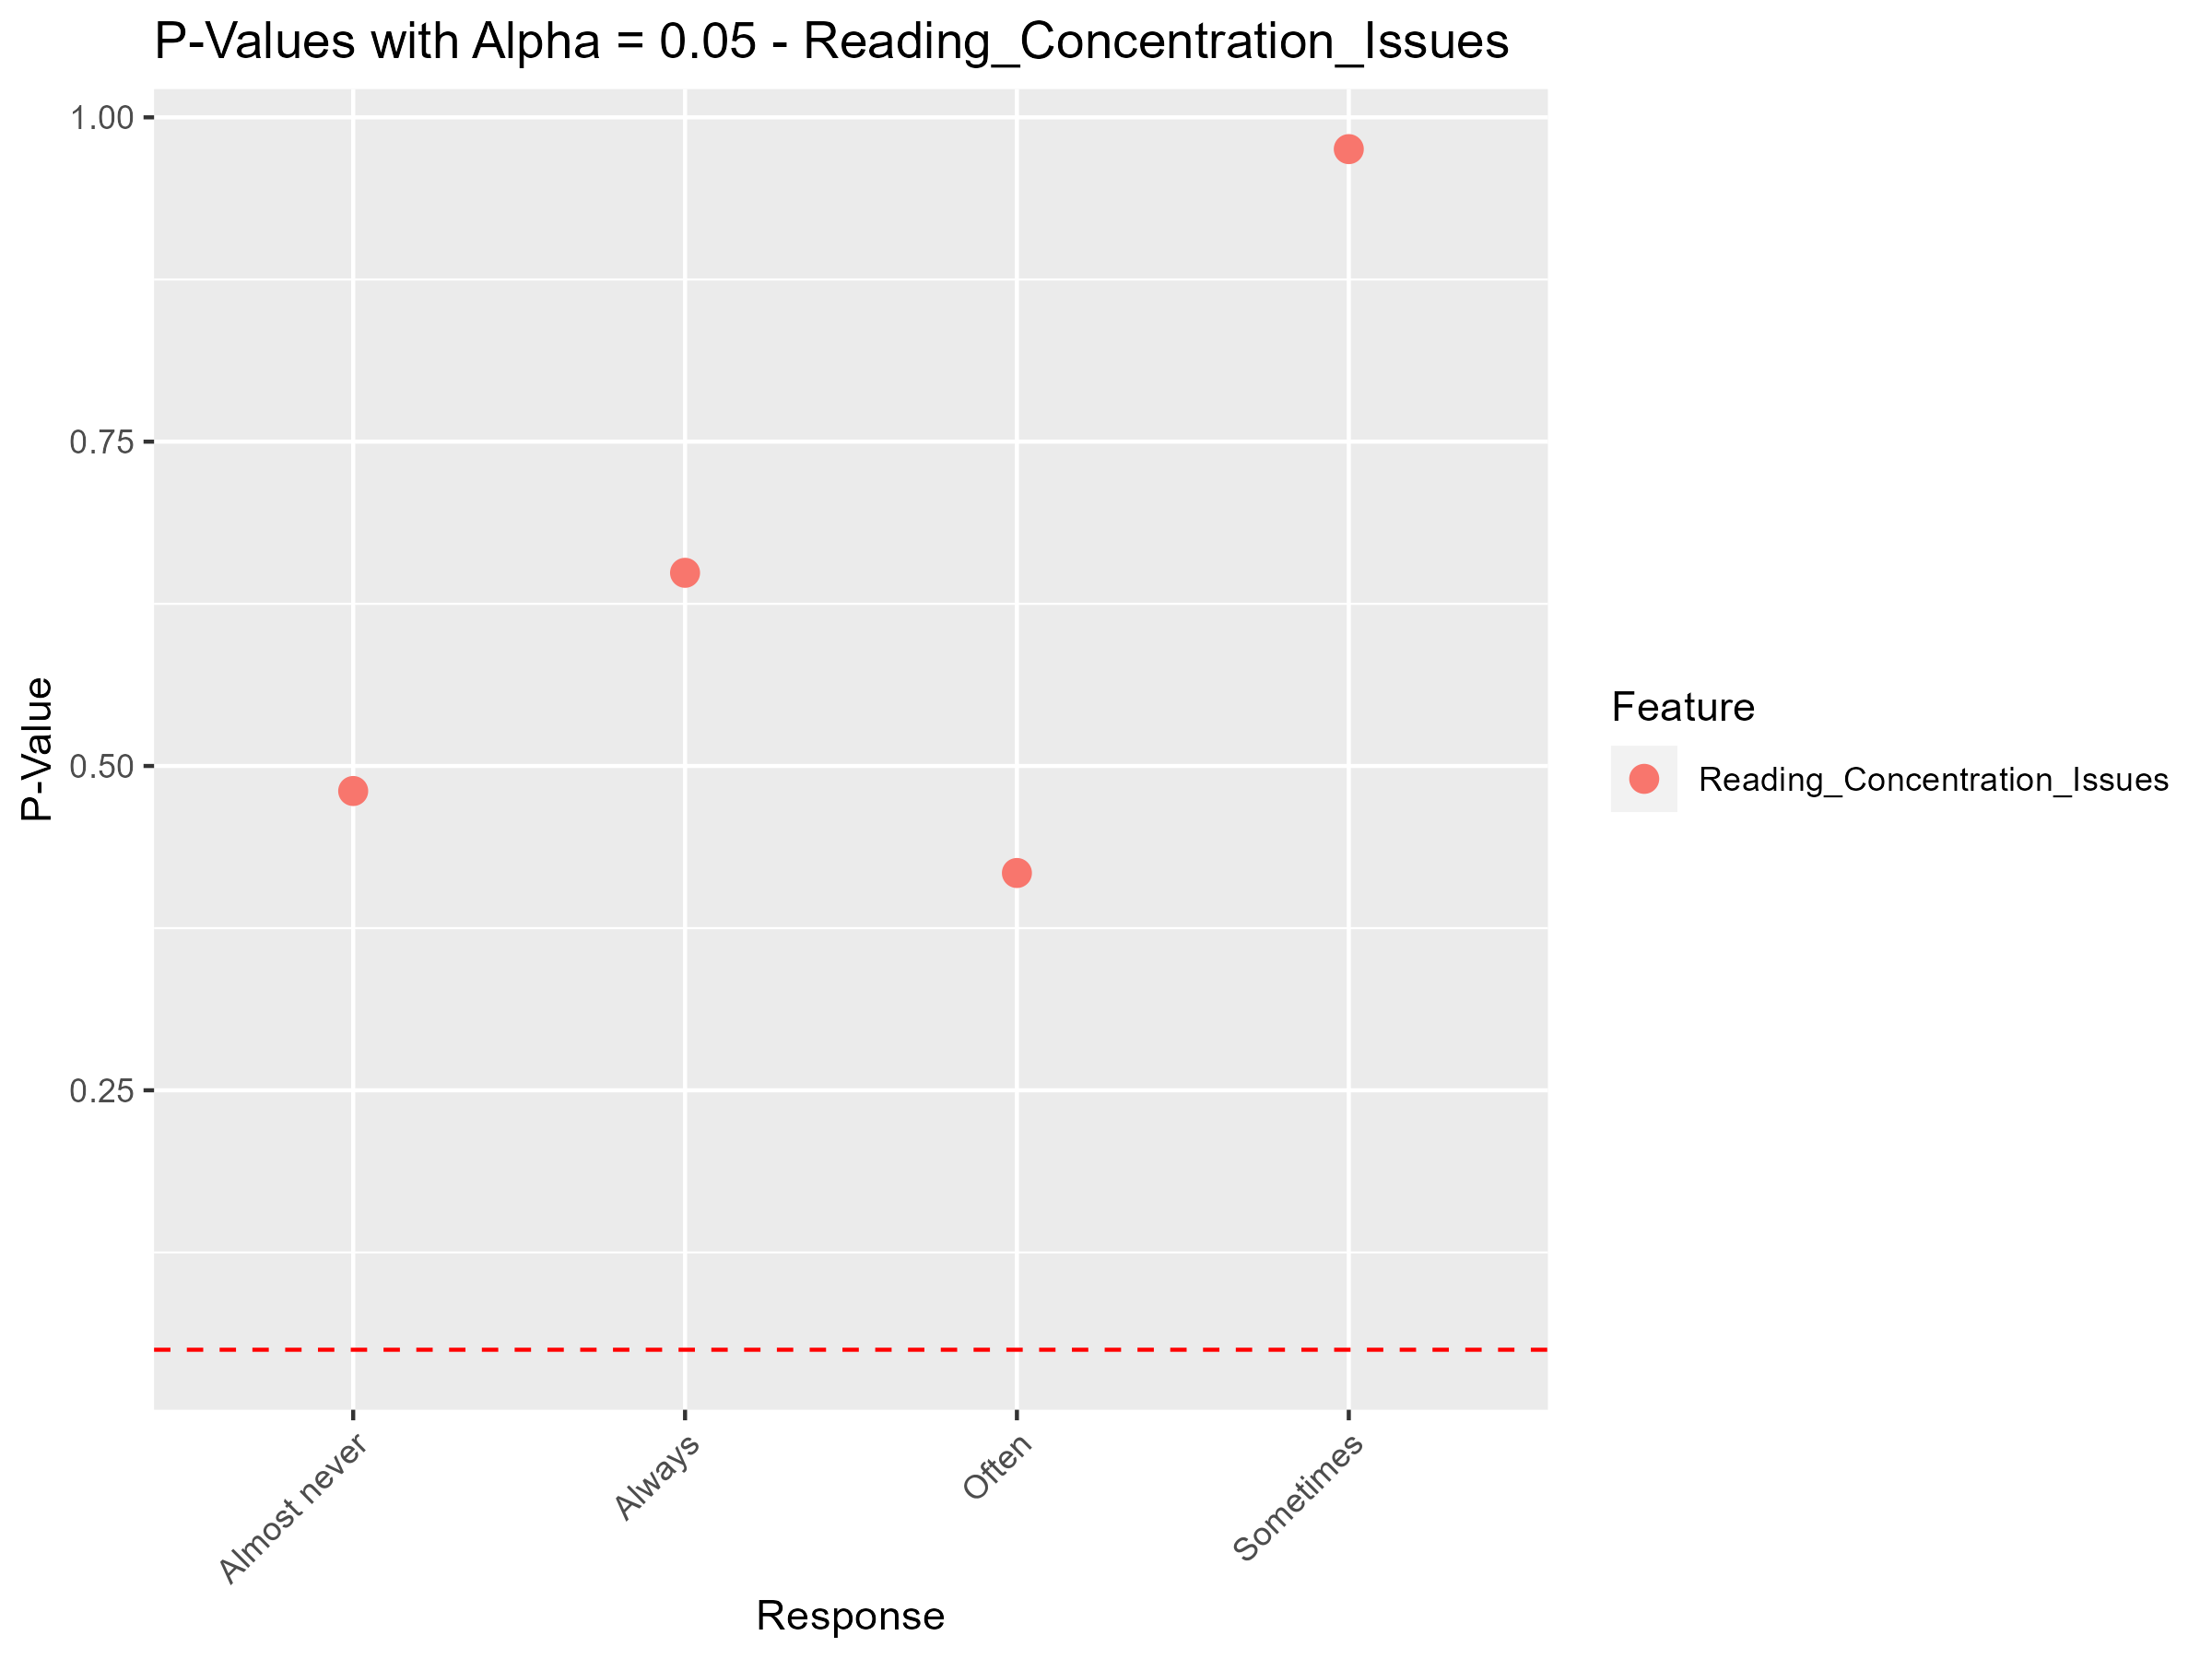 P-Values with Alpha = 0.05 - Reading_Concentration_Issues
P-Value
1.00
0.75
0.50
0.25
Almost never
Always
Often
Sometimes
Response
Feature
Reading_Concentration_Issues